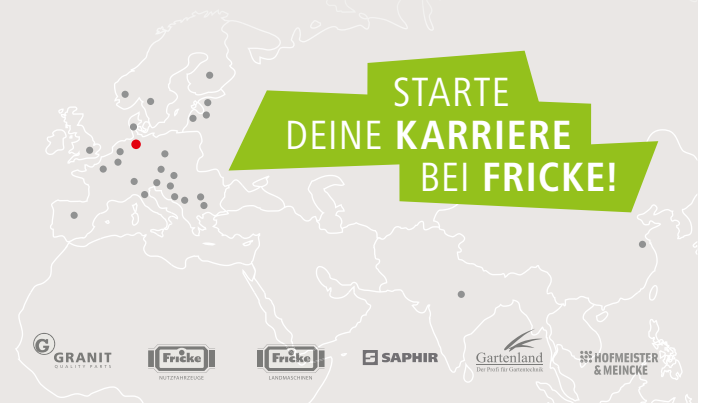 STARTE
DEINE KARRIERE
BEI FRICKE!
G
GRANIT
QUALITY PARTS
Fricke
NUTZFAHRZEUGE
Fricke
LANDMASCHINEN
SAPHIR
Gartenland
Der Profi für Gartentechnik
HOFMEISTER
& MEINCKE